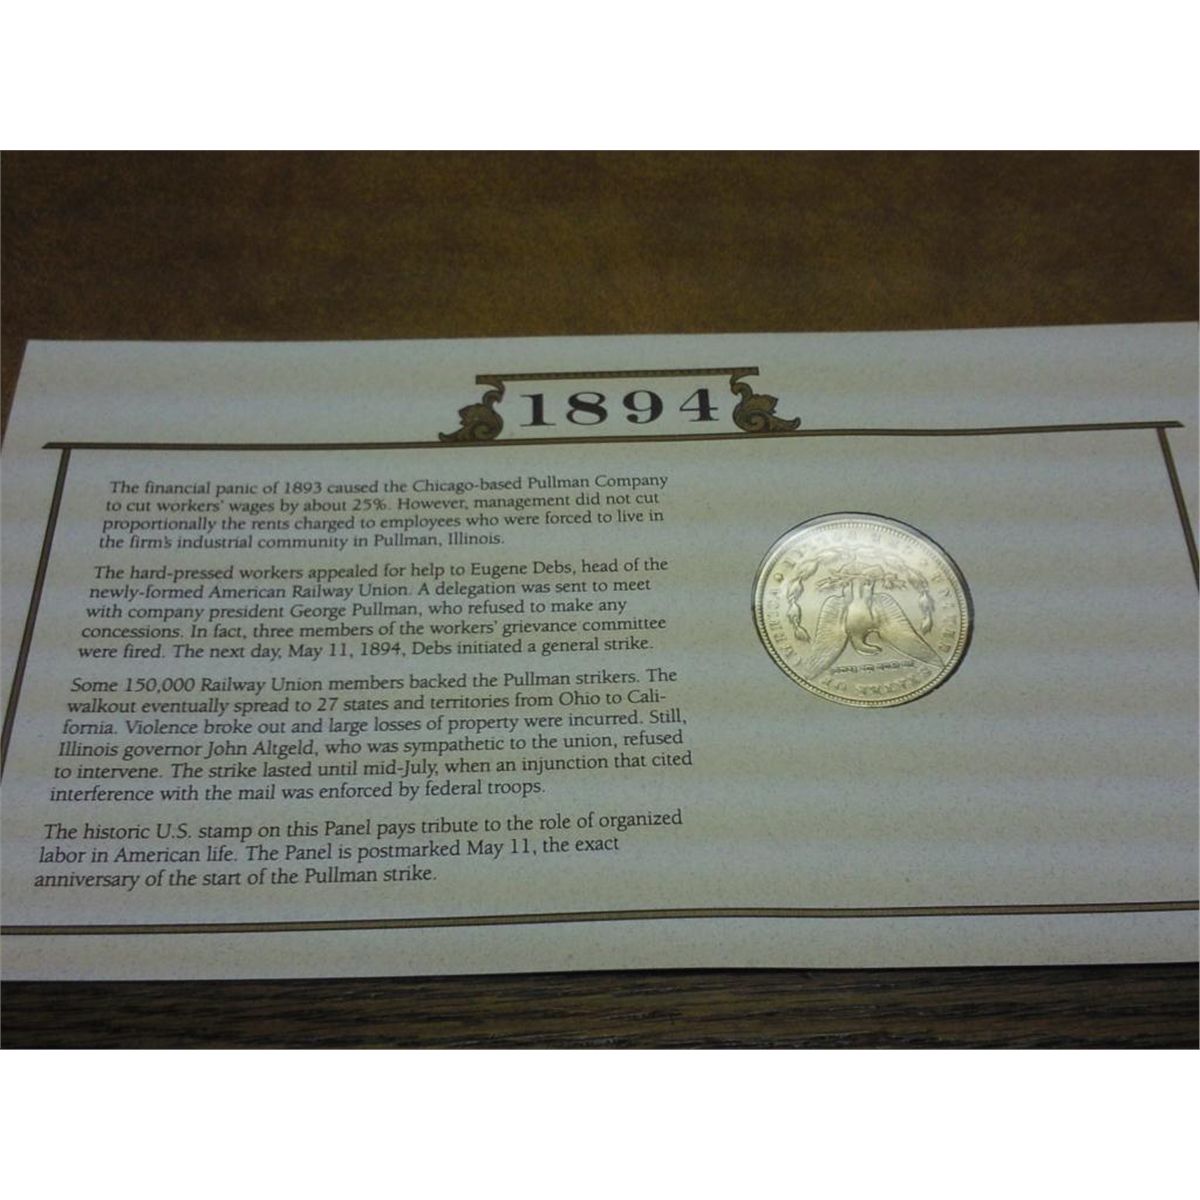 1894
The financial panic of 1893 caused the Chicago-based Pullman Company
to cut workers' wages by about 25%. However, management did not cut
proportionally the rents charged to employees who were forced to live in
the firm's industrial community in Pullman, Illinois.
The hard-pressed workers appealed for help to Eugene Debs, head of the
newly-formed American Railway Union. A delegation was sent to meet
with company president George Pullman, who refused to make any
concessions. In fact, three members of the workers' grievance committee
were fired. The next day, May 11, 1894, Debs initiated a general strike.
Some 150,000 Railway Union members backed the Pullman strikers. The
walkout eventually spread to 27 states and territories from Ohio to Cali-
fornia. Violence broke out and large losses of property were incurred. Still,
Illinois governor John Altgeld, who was sympathetic to the union, refused
to intervene. The strike lasted until mid-July, when an injunction that cited
interference with the mail was enforced by federal troops.
The historic U.S. stamp on this Panel pays tribute to the role of organized
labor in American life. The Panel is postmarked May 11, the exact
anniversary of the start of the Pullman strike.
UNITED STATES OF AMERICA